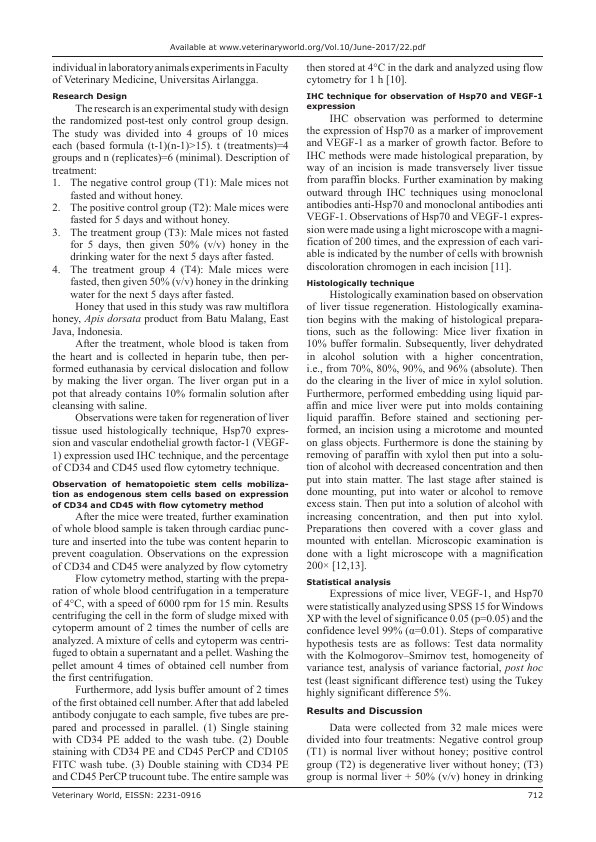 Available at www.veterinaryworld.org/Vol.10/June-2017/22.pdf
individual in laboratory animals experiments in Faculty
of Veterinary Medicine, Universitas Airlangga.
Research Design
The research is an experimental study with design
the randomized post-test only control group design.
The study was divided into 4 groups of 10 mices
each (based formula (t-1)(n-1)>15). t (treatments)=4
groups and n (replicates)=6 (minimal). Description of
treatment:
1. The negative control group (T1): Male mices not
fasted and without honey.
2. The positive control group (T2): Male mices were
fasted for 5 days and without honey.
3. The treatment group (T3): Male mices not fasted
for 5 days, then given 50% (v/v) honey in the
drinking water for the next 5 days after fasted.
4. The treatment group 4 (T4): Male mices were
fasted, then given 50% (v/v) honey in the drinking
water for the next 5 days after fasted.
Honey that used in this study was raw multiflora
honey, Apis dorsata product from Batu Malang, East
Java, Indonesia.
After the treatment, whole blood is taken from
the heart and is collected in heparin tube, then per-
formed euthanasia by cervical dislocation and follow
by making the liver organ. The liver organ put in a
pot that already contains 10% formalin solution after
cleansing with saline.
Observations were taken for regeneration of liver
tissue used histologically technique, Hsp70 expres-
sion and vascular endothelial growth factor-1 (VEGF-
1) expression used IHC technique, and the percentage
of CD34 and CD45 used flow cytometry technique.
Observation of hematopoietic stem cells mobiliza-
tion as endogenous stem cells based on expression
of CD34 and CD45 with flow cytometry method
After the mice were treated, further examination
of whole blood sample is taken through cardiac punc-
ture and inserted into the tube was content heparin to
prevent coagulation. Observations on the expression
of CD34 and CD45 were analyzed by flow cytometry
Flow cytometry method, starting with the prepa-
ration of whole blood centrifugation in a temperature
of 4°C, with a speed of 6000 rpm for 15 min. Results
centrifuging the cell in the form of sludge mixed with
cytoperm amount of 2 times the number of cells are
analyzed. A mixture of cells and cytoperm was centri-
fuged to obtain a supernatant and a pellet. Washing the
pellet amount 4 times of obtained cell number from
the first centrifugation.
Furthermore, add lysis buffer amount of 2 times
of the first obtained cell number. After that add labeled
antibody conjugate to each sample, five tubes are pre-
pared and processed in parallel. (1) Single staining
with CD34 PE added to the wash tube. (2) Double
staining with CD34 PE and CD45 PerCP and CD105
FITC wash tube. (3) Double staining with CD34 PE
and CD45 PerCP trucount tube. The entire sample was
then stored at 4°C in the dark and analyzed using flow
cytometry for 1 h [10].
IHC technique for observation of Hsp70 and VEGF-1
expression
IHC observation was performed to determine
the expression of Hsp70 as a marker of improvement
and VEGF-1 as a marker of growth factor. Before to
IHC methods were made histological preparation, by
way of an incision is made transversely liver tissue
from paraffin blocks. Further examination by making
outward through IHC techniques using monoclonal
antibodies anti-Hsp70 and monoclonal antibodies anti
VEGF-1. Observations of Hsp70 and VEGF-1 expres-
sion were made using a light microscope with a magni-
fication of 200 times, and the expression of each vari-
able is indicated by the number of cells with brownish
discoloration chromogen in each incision [11].
Histologically technique
Histologically examination based on observation
of liver tissue regeneration. Histologically examina-
tion begins with the making of histological prepara-
tions, such as the following: Mice liver fixation in
10% buffer formalin. Subsequently, liver dehydrated
in alcohol solution with a higher concentration,
i.e., from 70%, 80%, 90%, and 96% (absolute). Then
do the clearing in the liver of mice in xylol solution.
Furthermore, performed embedding using liquid par-
affin and mice liver were put into molds containing
liquid paraffin. Before stained and sectioning per-
formed, an incision using a microtome and mounted
on glass objects. Furthermore is done the staining by
removing of paraffin with xylol then put into a solu-
tion of alcohol with decreased concentration and then
put into stain matter. The last stage after stained is
done mounting, put into water or alcohol to remove
excess stain. Then put into a solution of alcohol with
increasing concentration, and then put into xylol.
Preparations then covered with a cover glass and
mounted with entellan. Microscopic examination is
done with a light microscope with a magnification
200× [12,13].
Statistical analysis
Expressions of mice liver, VEGF-1, and Hsp70
were statistically analyzed using SPSS 15 for Windows
XP with the level of significance 0.05 (p=0.05) and the
confidence level 99% (α=0.01). Steps of comparative
hypothesis tests are as follows: Test data normality
with the Kolmogorov–Smirnov test, homogeneity of
variance test, analysis of variance factorial, post hoc
test (least significant difference test) using the Tukey
highly significant difference 5%.
Results and Discussion
Data were collected from 32 male mices were
divided into four treatments: Negative control group
(T1) is normal liver without honey; positive control
group (T2) is degenerative liver without honey; (T3)
group is normal liver + 50% (v/v) honey in drinking
Veterinary World, EISSN: 2231-0916
712